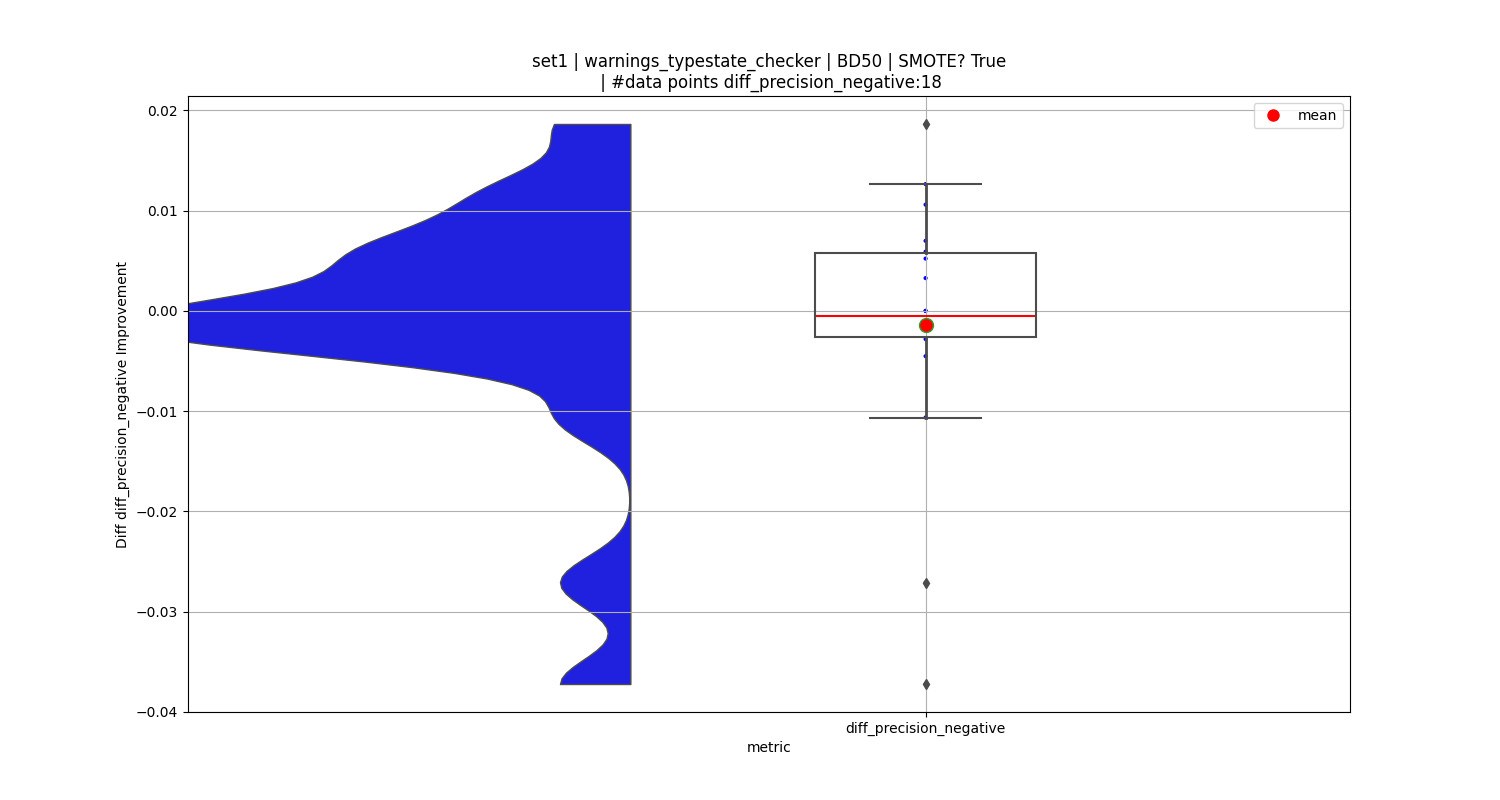 set1 | warnings_typestate_checker | BD50 | SMOTE? True
| #data points diff_precision_negative:18
mean
0.02
0.01
0.00
−0.01
−0.02
−0.03
−0.04
Diff diff_precision_negative Improvement
diff_precision_negative
metric